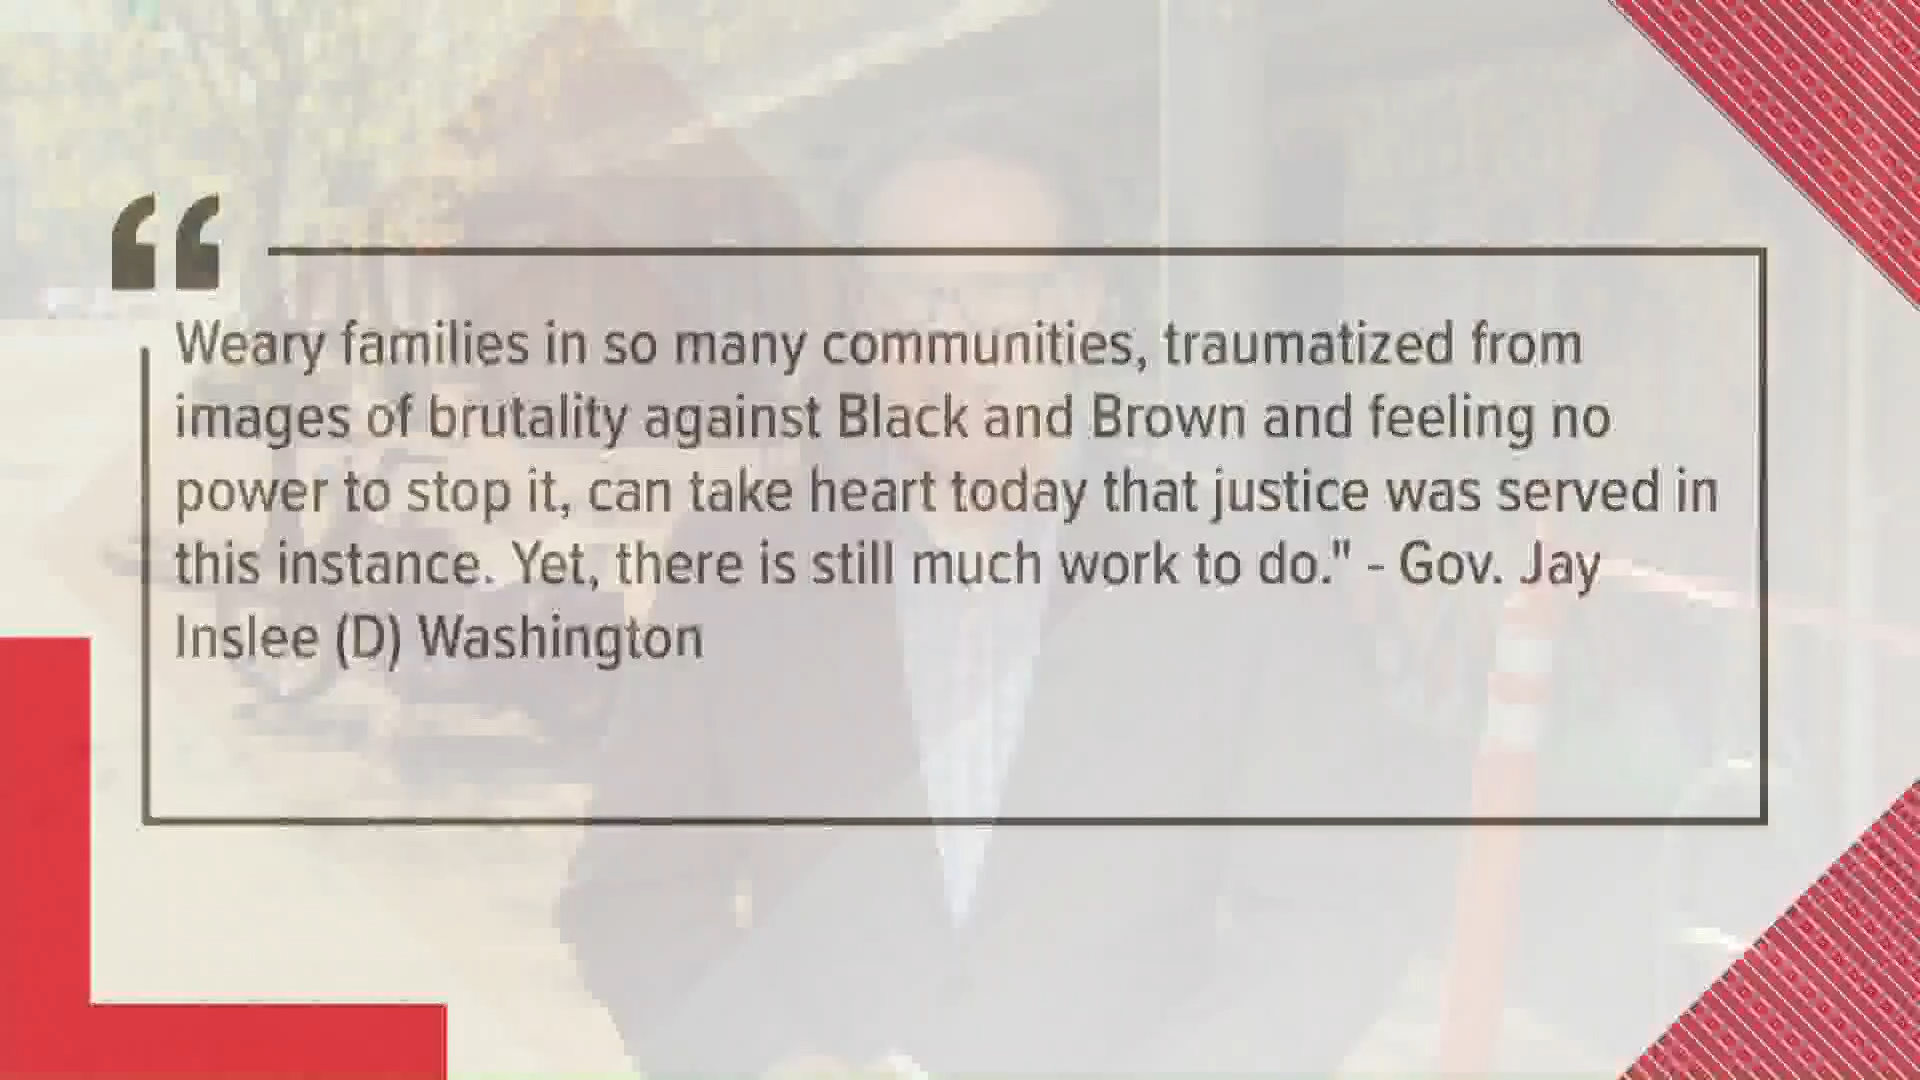 “
Weary families in so many communities, traumatized from
images of brutality against Black and Brown and feeling no
power to stop it, can take heart today that justice was served in
this instance. Yet, there is still much work to do." - Gov. Jay
Inslee (D) Washington